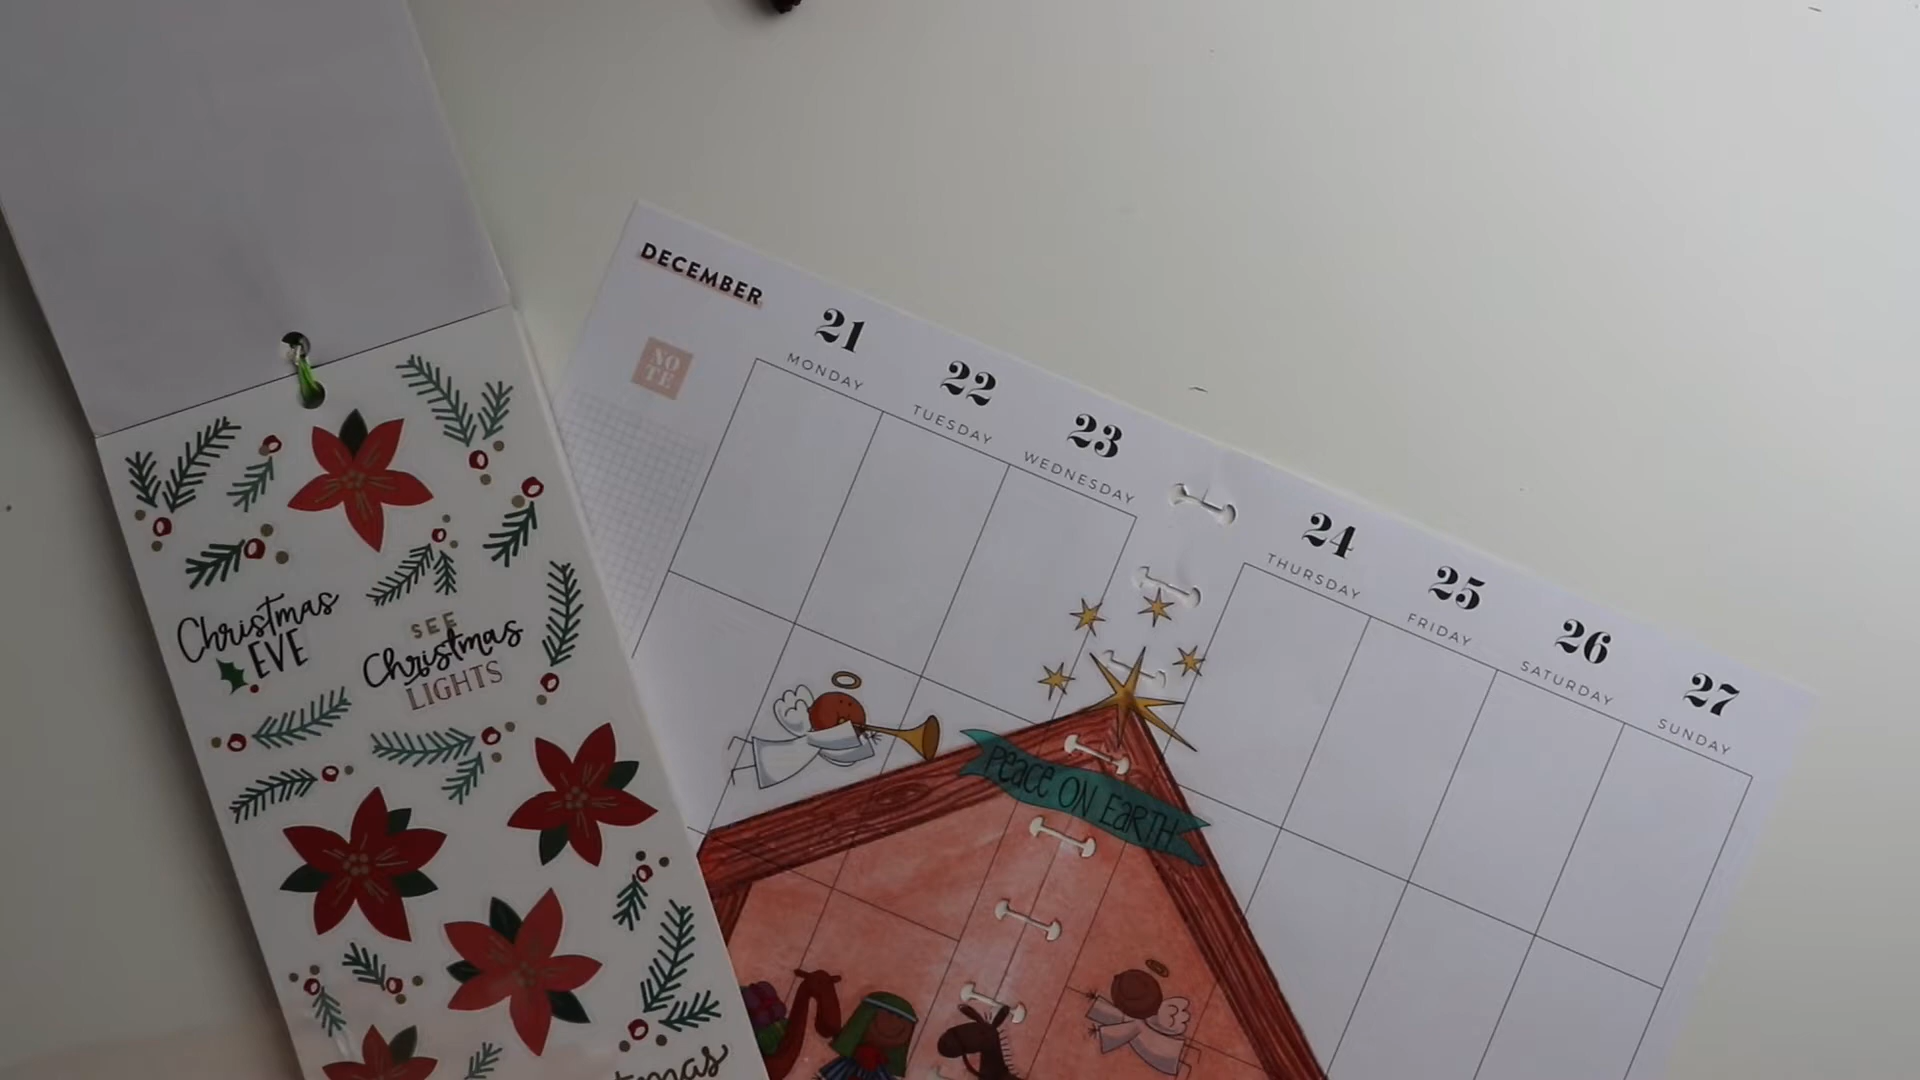 Christmas
EVE
SEE
Christmas
LIGHTS
DECEMBER
NO
TE
21
MONDAY
22
TUESDAY
23
WEDNESDAY
24
THURSDAY
25
FRIDAY
26
SATURDAY
27
SUNDAY
Peace ON EaRTH